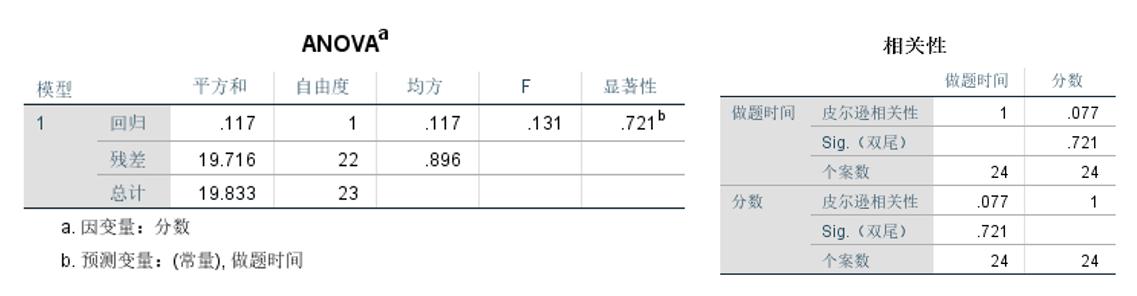 ANOVAa
模型 平方和 自由度 均方 F 显著性
1 回归 .117 1 .117 .131 .721b
残差 19.716 22 .896
总计 19.833 23
a. 因变量：分数
b. 预测变量：(常量), 做题时间
相关性
做题时间 分数
做题时间 皮尔逊相关性 1 .077
Sig.（双尾） .721
个案数 24 24
分数 皮尔逊相关性 .077 1
Sig.（双尾） .721
个案数 24 24